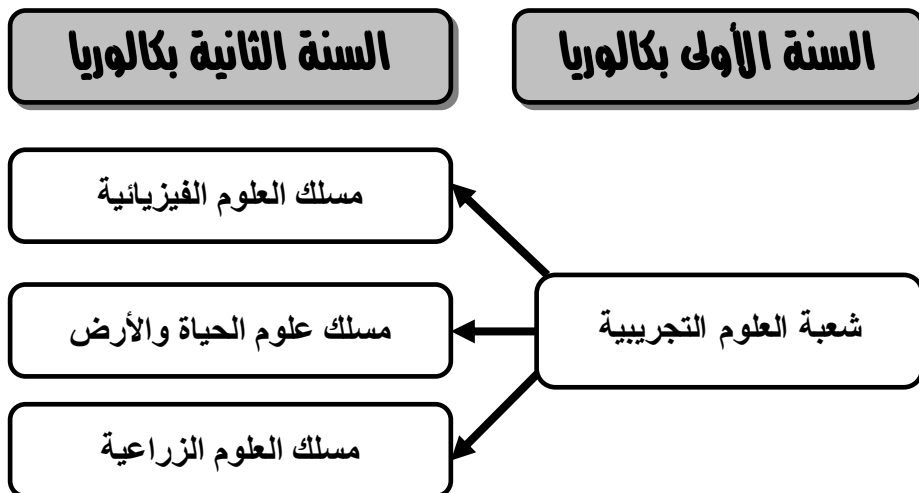 السنة الأولى بكالوريا
السنة الثانية بكالوريا
مسلك العلوم الفيزيائية
شعبة العلوم التجريبية
مسلك علوم الحياة والأرض
مسلك العلوم الزراعية